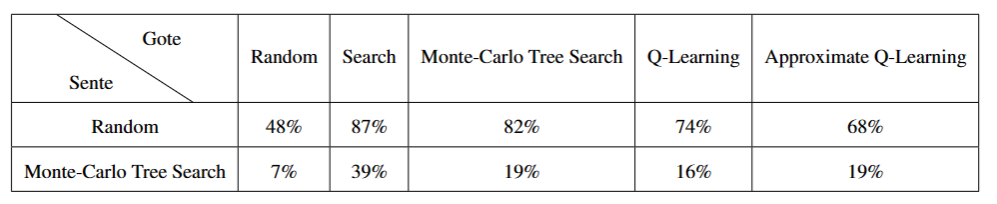 Gote
Sente
Random Search Monte-Carlo Tree Search Q-Learning Approximate Q-Learning
Random 48% 87% 82% 74% 68%
Monte-Carlo Tree Search 7% 39% 19% 16% 19%